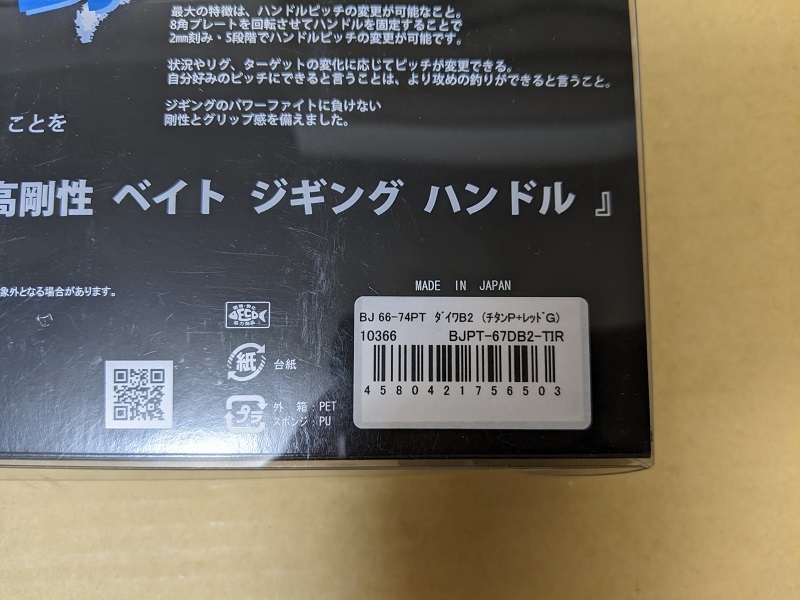 最大の特徴は、ハンドルピッチの変更が可能なこと。
8角プレートを回転させてハンドルを固定することで
2mm刻み・5段階でハンドルピッチの変更が可能です。
状況やリグ、ターゲットの変化に応じてピッチが変更できる。
自分好みのピッチにできると言うことは、より攻めの釣りができると言うこと。
ジギングのパワーファイトに負けない
剛性とグリップ感を備えました。
ことを
高剛性 ベイト ジギング ハンドル 』
MADE IN JAPAN
象外となる場合があります。
BJ 66-74PT ダイワB2 (チタンP+レッドG)
10366 BJPT-67DB2-TIR
4580421756503
ECO
紙 台紙
プラ 外 箱:PET
スポンジ:PU